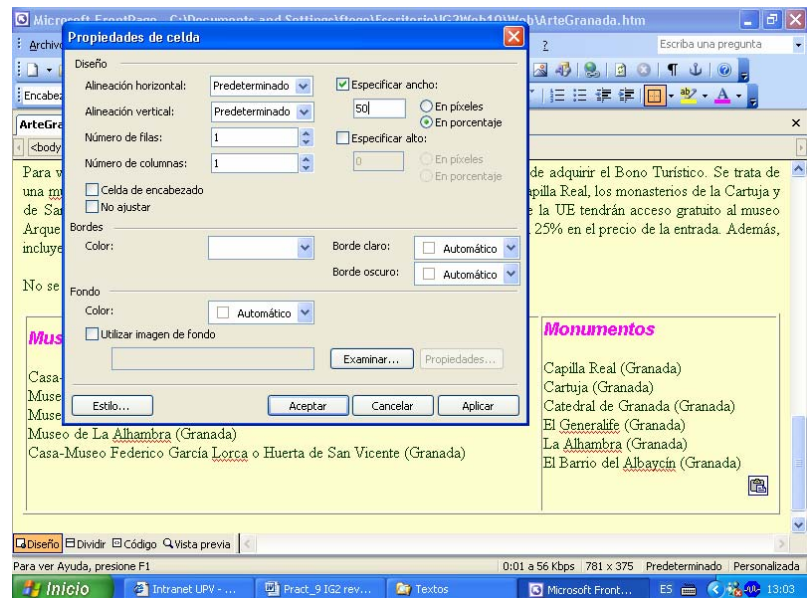 Microsoft FrontPage - C:\Documents and Settings\ftogo\Escritorio\IG2Web10\Web\ArteGranada.htm
Propiedades de celda
Archivo
?
Escriba una pregunta
Diseño
Alineación horizontal: Predeterminado
Especificar ancho:
50
En píxeles
En porcentaje
Alineación vertical: Predeterminado
Número de filas: 1
Especificar alto:
0
En píxeles
En porcentaje
Número de columnas: 1
Celda de encabezado
No ajustar
Bordes
Color:
Borde claro: Automático
Borde oscuro: Automático
Fondo
Color: Automático
Utilizar imagen de fondo
Examinar... Propiedades...
Estilo... Aceptar Cancelar Aplicar
Encabez
ArteGra
<body
Para v
de adquirir el Bono Turístico. Se trata de
una
apilla Real, los monasterios de la Cartuja y
de Sa
la UE tendrán acceso gratuito al museo
Arque
25% en el precio de la entrada. Además,
incluye
No se
Mus
Casa-
Muse
Muse
Museo de La Alhambra (Granada)
Casa-Museo Federico García Lorca o Huerta de San Vicente (Granada)
Monumentos
Capilla Real (Granada)
Cartuja (Granada)
Catedral de Granada (Granada)
El Generalife (Granada)
La Alhambra (Granada)
El Barrio del Albaycín (Granada)
Diseño Dividir Código Vista previa
Para ver Ayuda, presione F1
0:01 a 56 Kbps 781 x 375 Predeterminado Personalizada
Inicio Intranet UPV - ... Pract_9 IG2 rev... Textos Microsoft Front... ES 13:03